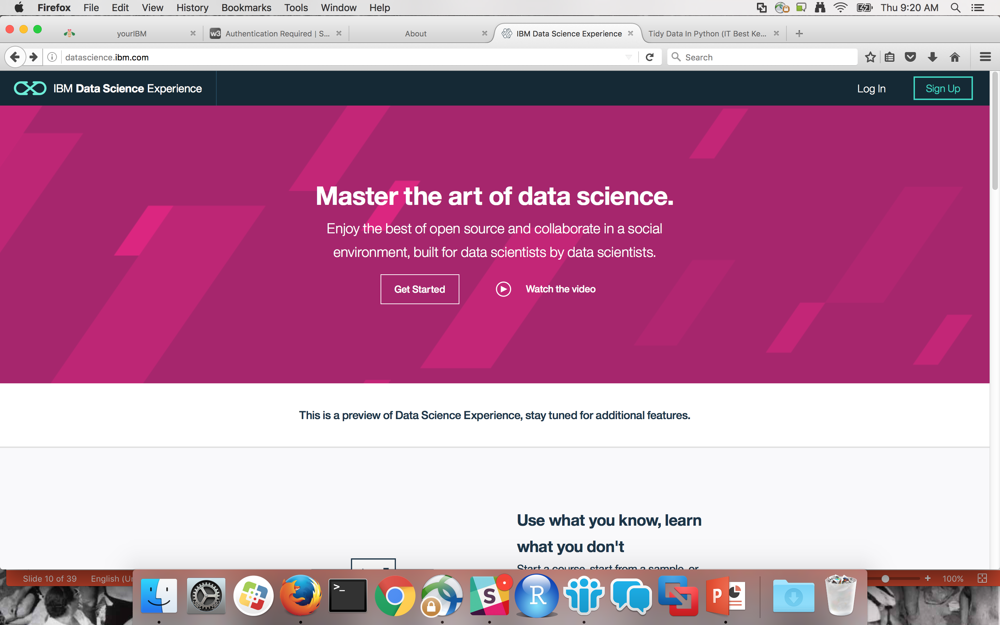 Firefox File Edit View History Bookmarks Tools Window Help Thu 9:20 AM
yourIBM w3 Authentication Required | S... About IBM Data Science Experience Tidy Data In Python (IT Best Ke...
datascience.ibm.com Search
IBM Data Science Experience Log In Sign Up
Master the art of data science.
Enjoy the best of open source and collaborate in a social
environment, built for data scientists by data scientists.
Get Started Watch the video
This is a preview of Data Science Experience, stay tuned for additional features.
Use what you know, learn
what you don't
Start a course, start from a sample, or
Slide 10 of 39 English (U 100%
>_ S R P